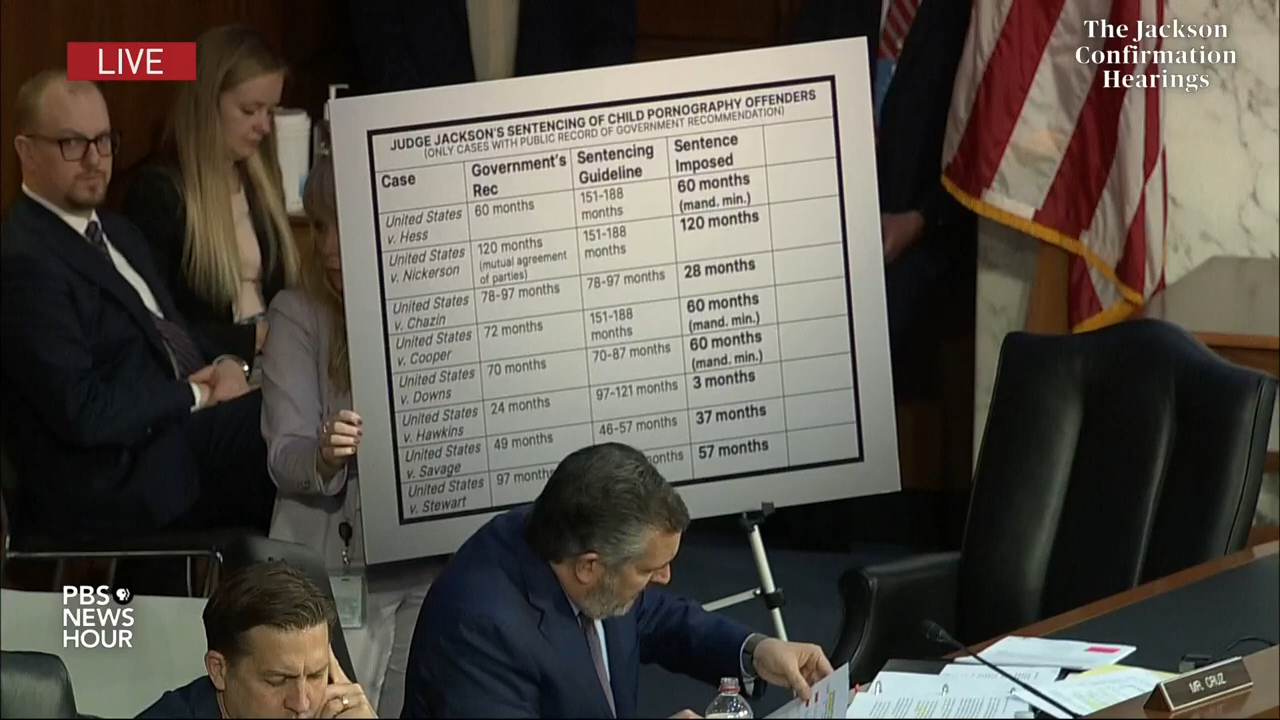 LIVE
The Jackson
Confirmation
Hearings
JUDGE JACKSON'S SENTENCING OF CHILD PORNOGRAPHY OFFENDERS
(ONLY CASES WITH PUBLIC RECORD OF GOVERNMENT RECOMMENDATION)
Case
Government's
Rec
Sentencing
Guideline
Sentence
Imposed
United States
v. Hess
60 months
151-188
months
60 months
(mand. min.)
United States
v. Nickerson
120 months
(mutual agreement
of parties)
151-188
months
120 months
United States
v. Chazin
78-97 months
78-97 months
28 months
United States
v. Cooper
72 months
151-188
months
60 months
(mand. min.)
United States
v. Downs
70 months
70-87 months
60 months
(mand. min.)
United States
v. Hawkins
24 months
97-121 months
3 months
United States
v. Savage
49 months
46-57 months
37 months
United States
v. Stewart
97 months
months
57 months
PBS
NEWS
HOUR
MR. CRUZ